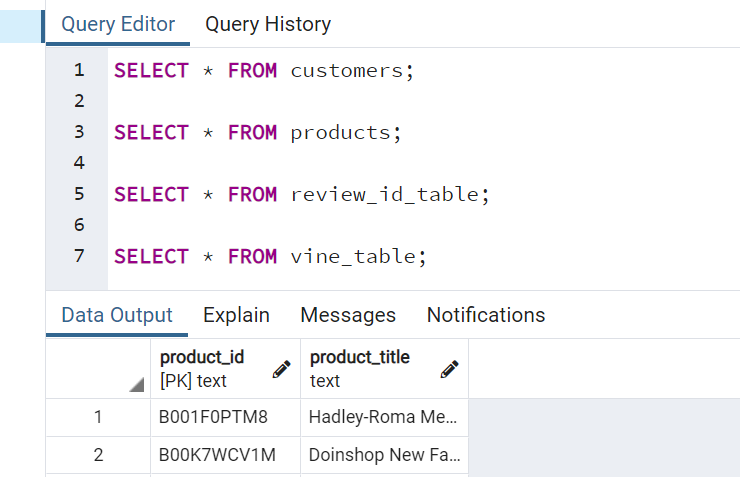 Query Editor Query History
1 SELECT * FROM customers;
2
3 SELECT * FROM products;
4
5 SELECT * FROM review_id_table;
6
7 SELECT * FROM vine_table;
Data Output Explain Messages Notifications
product_id product_title
[PK] text text
1 B001F0PTM8 Hadley-Roma Me...
2 B00K7WCV1M Doinshop New Fa...